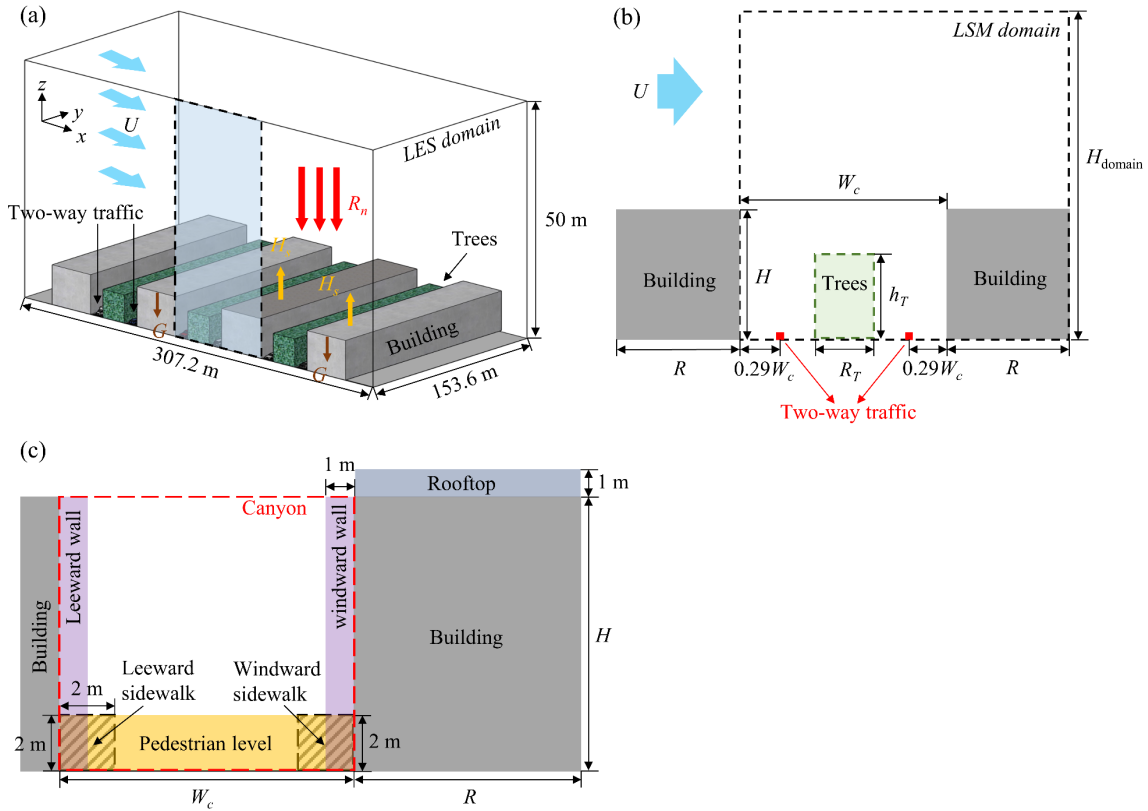 (a)
z
y
x
U
LES domain
Two-way traffic
R_n
50 m
Trees
H_s
H_s
G
G
Building
307.2 m
153.6 m
(b)
LSM domain
U
H_domain
W_c
Building
H
Trees
h_T
Building
R
0.29W_c
R_T
0.29W_c
R
Two-way traffic
(c)
1 m
Rooftop
1 m
Canyon
Building
Leeward wall
windward wall
Building
H
2 m
Leeward
sidewalk
Windward
sidewalk
2 m
Pedestrian level
2 m
W_c
R